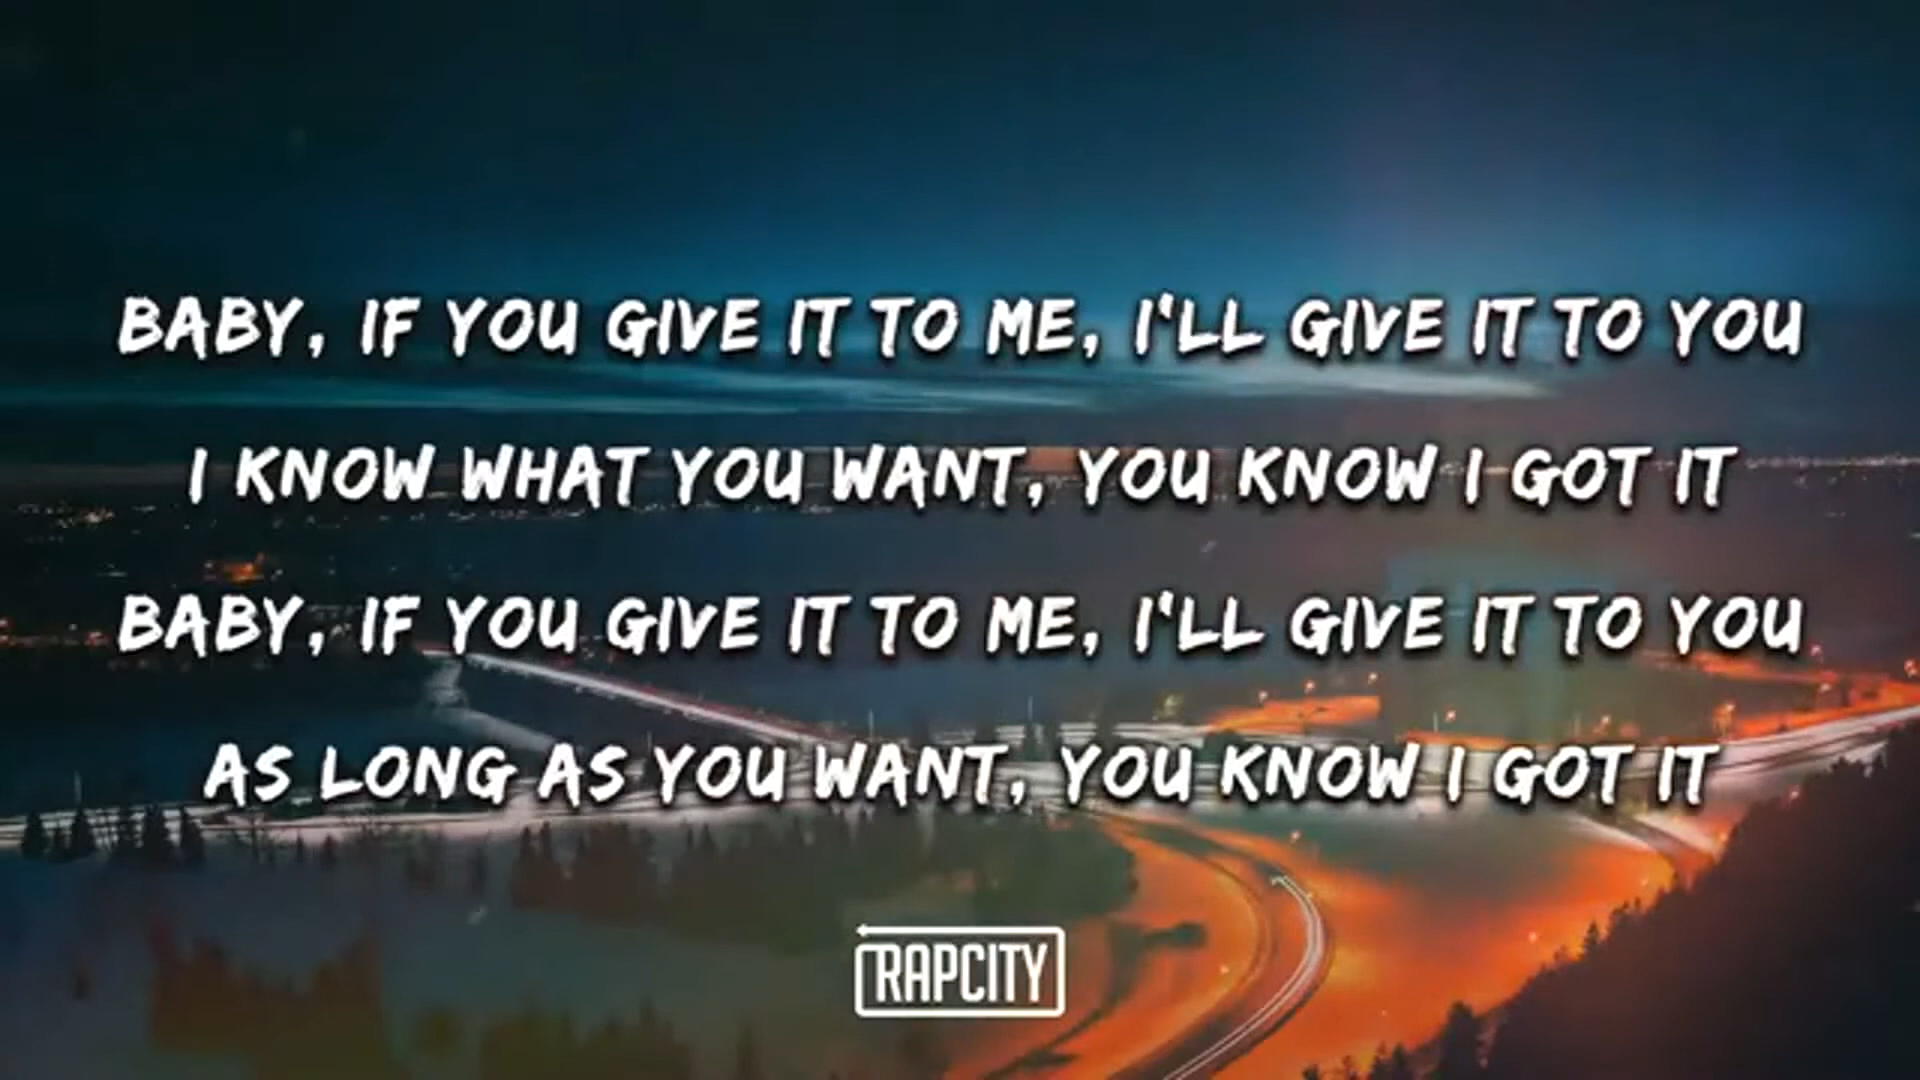 BABY, IF YOU GIVE IT TO ME, I'LL GIVE IT TO YOU
I KNOW WHAT YOU WANT, YOU KNOW I GOT IT
BABY, IF YOU GIVE IT TO ME, I'LL GIVE IT TO YOU
AS LONG AS YOU WANT, YOU KNOW I GOT IT
RAPCITY